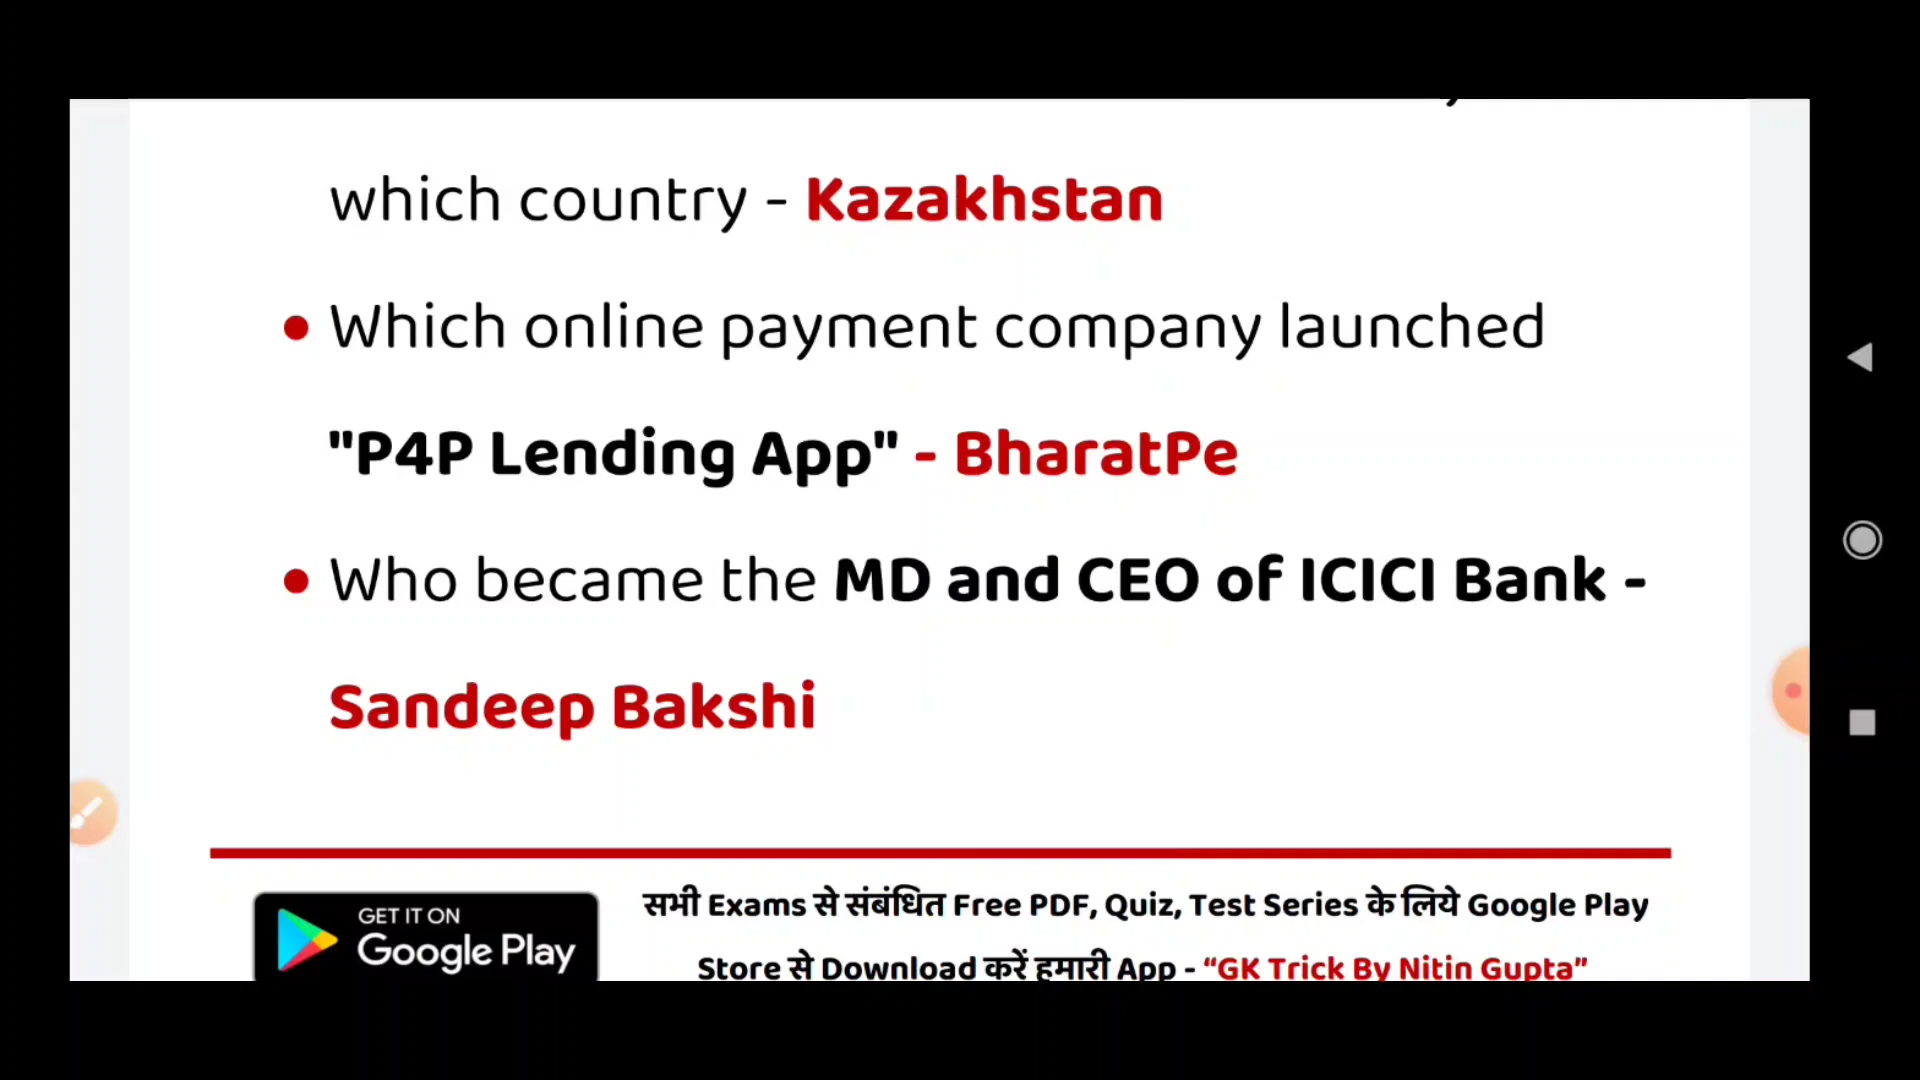 which country - Kazakhstan
• Which online payment company launched
"P4P Lending App" - BharatPe
• Who became the MD and CEO of ICICI Bank -
Sandeep Bakshi
GET IT ON
Google Play
सभी Exams से संबंधित Free PDF, Quiz, Test Series के लिये Google Play
Store से Download करें हमारी App - “GK Trick By Nitin Gupta”